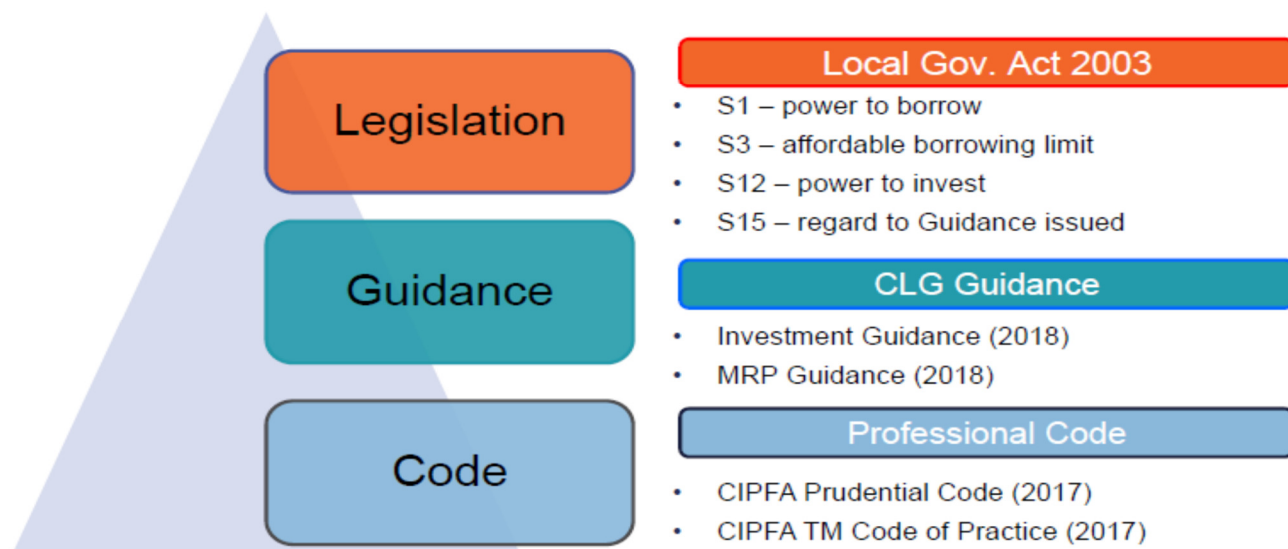 Legislation
Local Gov. Act 2003
• S1 – power to borrow
• S3 – affordable borrowing limit
• S12 – power to invest
• S15 – regard to Guidance issued
Guidance
CLG Guidance
• Investment Guidance (2018)
• MRP Guidance (2018)
Code
Professional Code
• CIPFA Prudential Code (2017)
• CIPFA TM Code of Practice (2017)